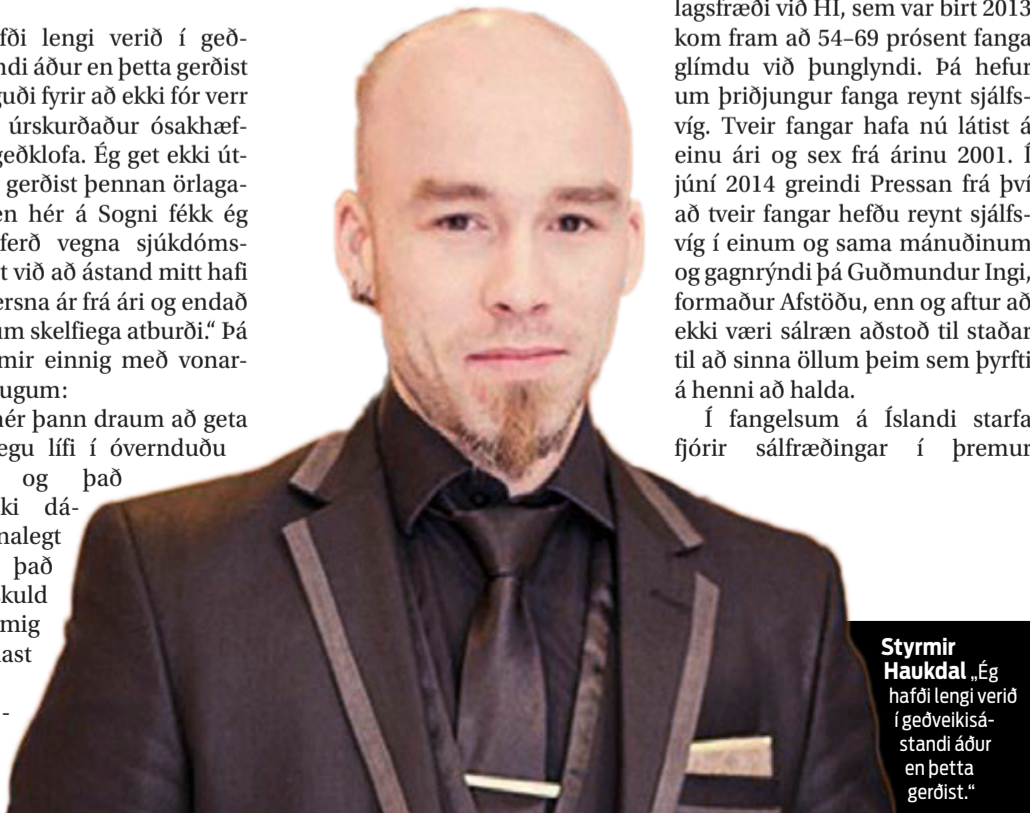 fði lengi verið í geð-
ndi áður en þetta gerðist
guði fyrir að ekki fór verr
úrskurðaður ósakhæf-
geðklofa. Ég get ekki út-
gerðist þennan örlaga-
en hér á Sogni fékk ég
ferð vegna sjúkdóms-
t við að ástand mitt hafi
ersna ár frá ári og endað
um skelfiega atburði.“ Þá
mir einnig með vonar-
ugum:
nér þann draum að geta
egu lífi í óvernduðu
og það
ki dá-
nalegt
það
kuld
mig
ast
-
lagsfræði við HÍ, sem var birt 2013
kom fram að 54–69 prósent fanga
glímdu við þunglyndi. Þá hefur
um þriðjungur fanga reynt sjálfs-
víg. Tveir fangar hafa nú látist á
einu ári og sex frá árinu 2001. Í
júní 2014 greindi Pressan frá því
að tveir fangar hefðu reynt sjálfs-
víg í einum og sama mánuðinum
og gagnrýndi þá Guðmundur Ingi,
formaður Afstöðu, enn og aftur að
ekki væri sálræn aðstoð til staðar
til að sinna öllum þeim sem þyrfti
á henni að halda.
Í fangelsum á Íslandi starfa
fjórir sálfræðingar í þremur
Styrmir
Haukdal „Ég
hafði lengi verið
í geðveikisá-
standi áður
en þetta
gerðist.“